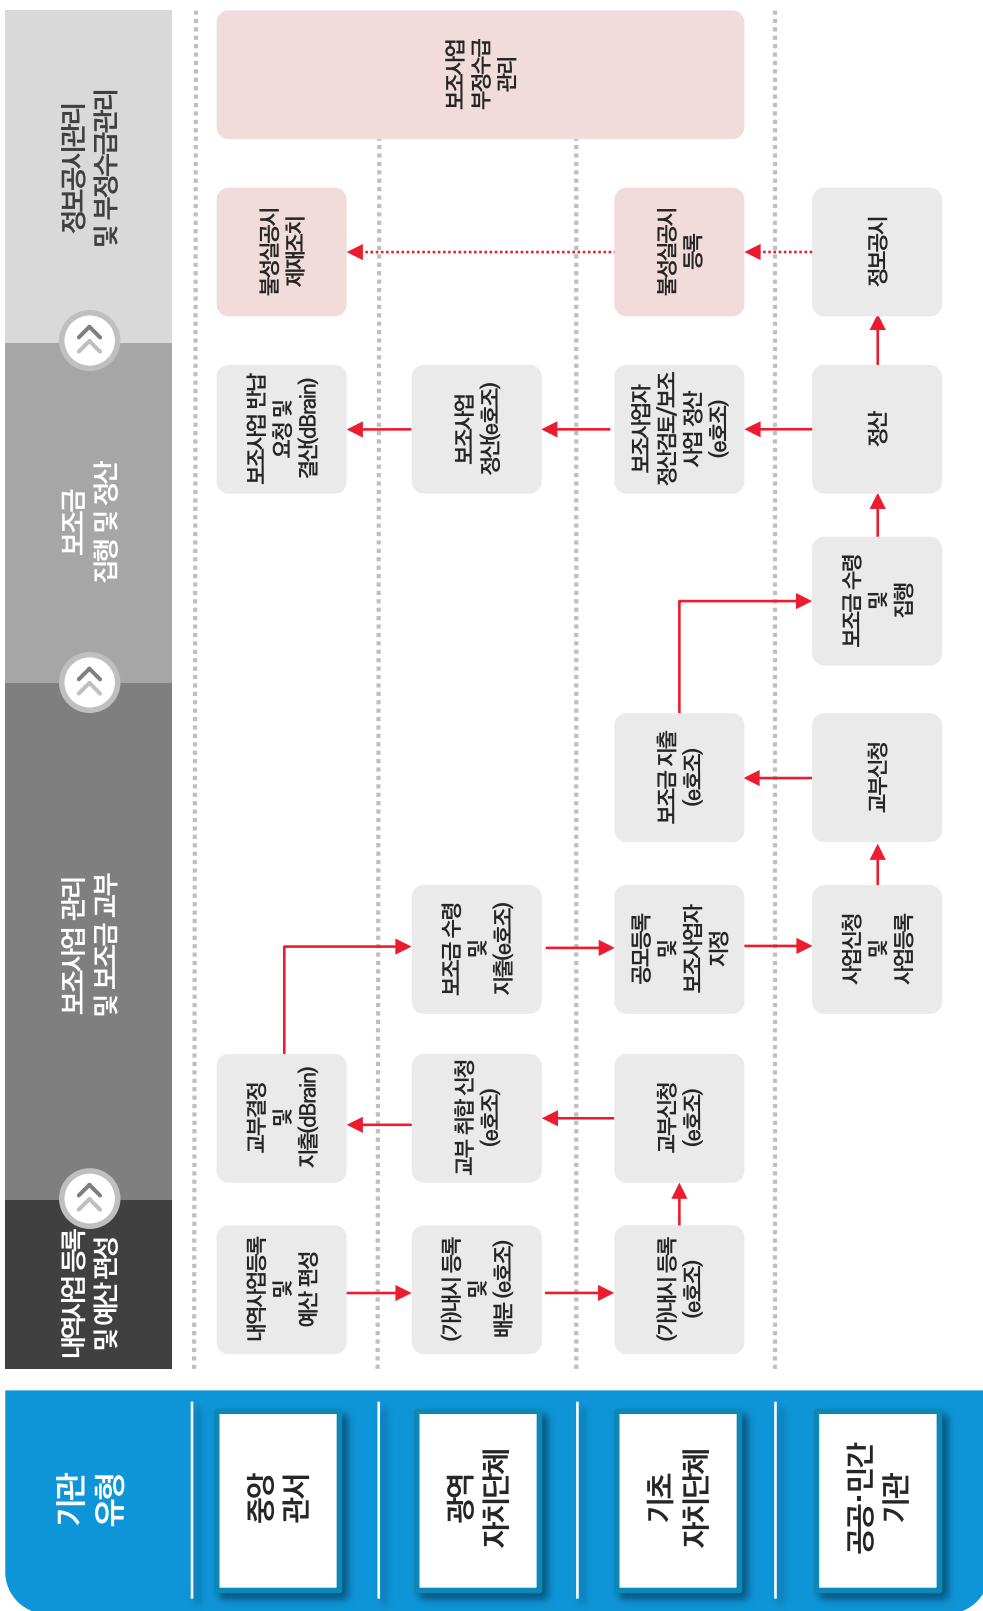 기관
유형
내역사업 등록
및 예산 편성
보조사업 관리
및 보조금 교부
보조금
집행 및 정산
정보공시관리
및 부정수급관리
중앙
관서
내역사업등록
및
예산 편성
교부결정
및
지출(dBrain)
보조사업 반납
요청 및
결산(dBrain)
불성실공시
제재조치
보조사업
부정수급
관리
광역
자치단체
(가)내시 등록
및
배분 (e호조)
교부 취합 신청
(e호조)
보조금 수령
및
지출(e호조)
보조사업
정산(e호조)
기초
자치단체
(가)내시 등록
(e호조)
교부신청
(e호조)
공모등록
및
보조사업자
지정
보조금 지출
(e호조)
보조사업자
정산검토/보조
사업 정산
(e호조)
불성실공시
등록
공공·민간
기관
사업신청
및
사업등록
교부신청
보조금 수령
및
집행
정산
정보공시